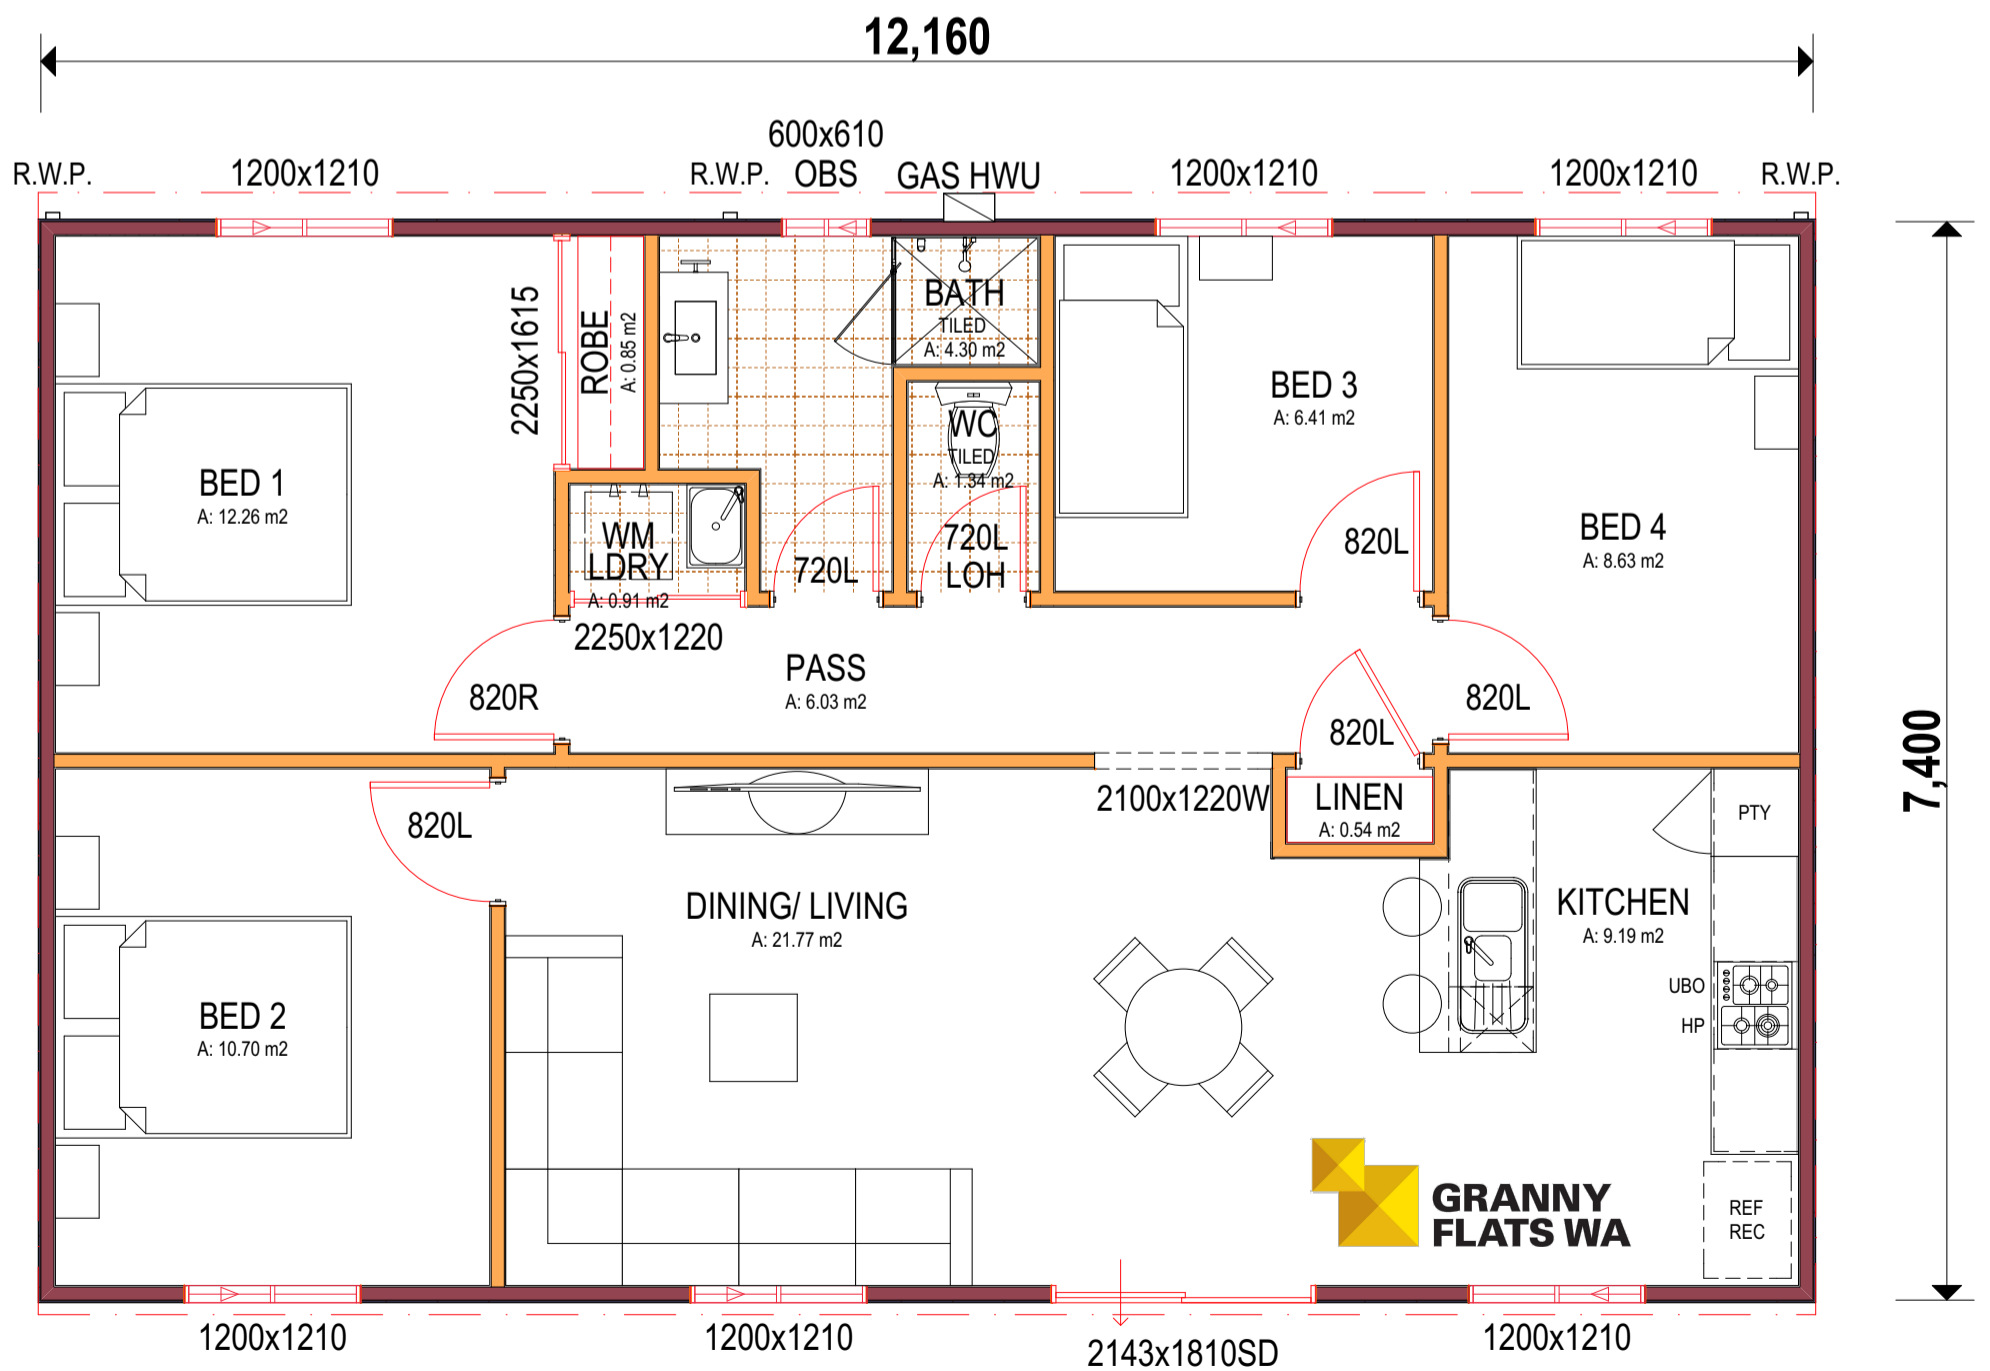 12,160
600x610
R.W.P.
1200x1210
R.W.P.
OBS
GAS HWU
1200x1210
1200x1210
R.W.P.
2250x1615
ROBE
A: 0.85 m2
BATH
TILED
A: 4.30 m2
BED 3
A: 6.41 m2
WC
TILED
A: 1.34 m2
BED 1
A: 12.26 m2
BED 4
A: 8.63 m2
WM
LDRY
A: 0.91 m2
720L
720L
LOH
820L
2250x1220
PASS
A: 6.03 m2
820R
820L
820L
7,400
820L
2100x1220W
LINEN
A: 0.54 m2
PTY
DINING/ LIVING
A: 21.77 m2
KITCHEN
A: 9.19 m2
UBO
HP
BED 2
A: 10.70 m2
GRANNY
FLATS WA
REF
REC
1200x1210
1200x1210
2143x1810SD
1200x1210